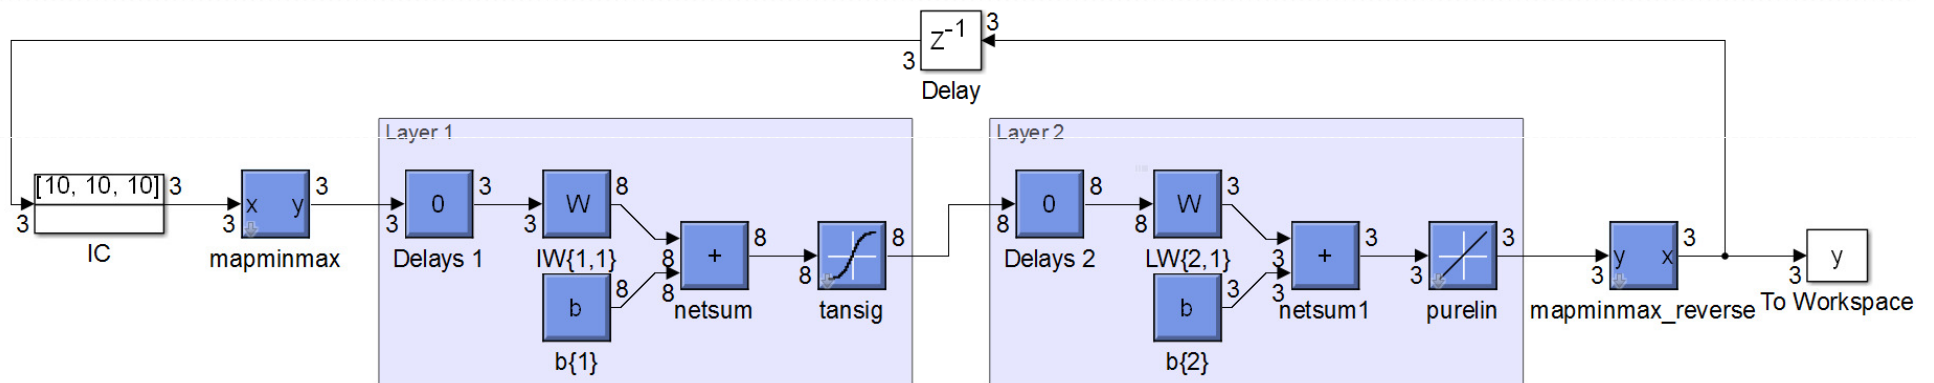 3
Z-1
3
Delay
Layer 1
Layer 2
[10, 10, 10] 3
3
IC
x y 3
3
mapminmax
0 3
3
Delays 1
W 8
3
IW{1,1}
b 8
b{1}
+ 8
8
8
netsum
8
8
tansig
0 8
8
Delays 2
W 3
8
LW{2,1}
b 3
b{2}
+ 3
3
3
netsum1
3
3
purelin
y x 3
3
mapminmax_reverse
y
3
To Workspace